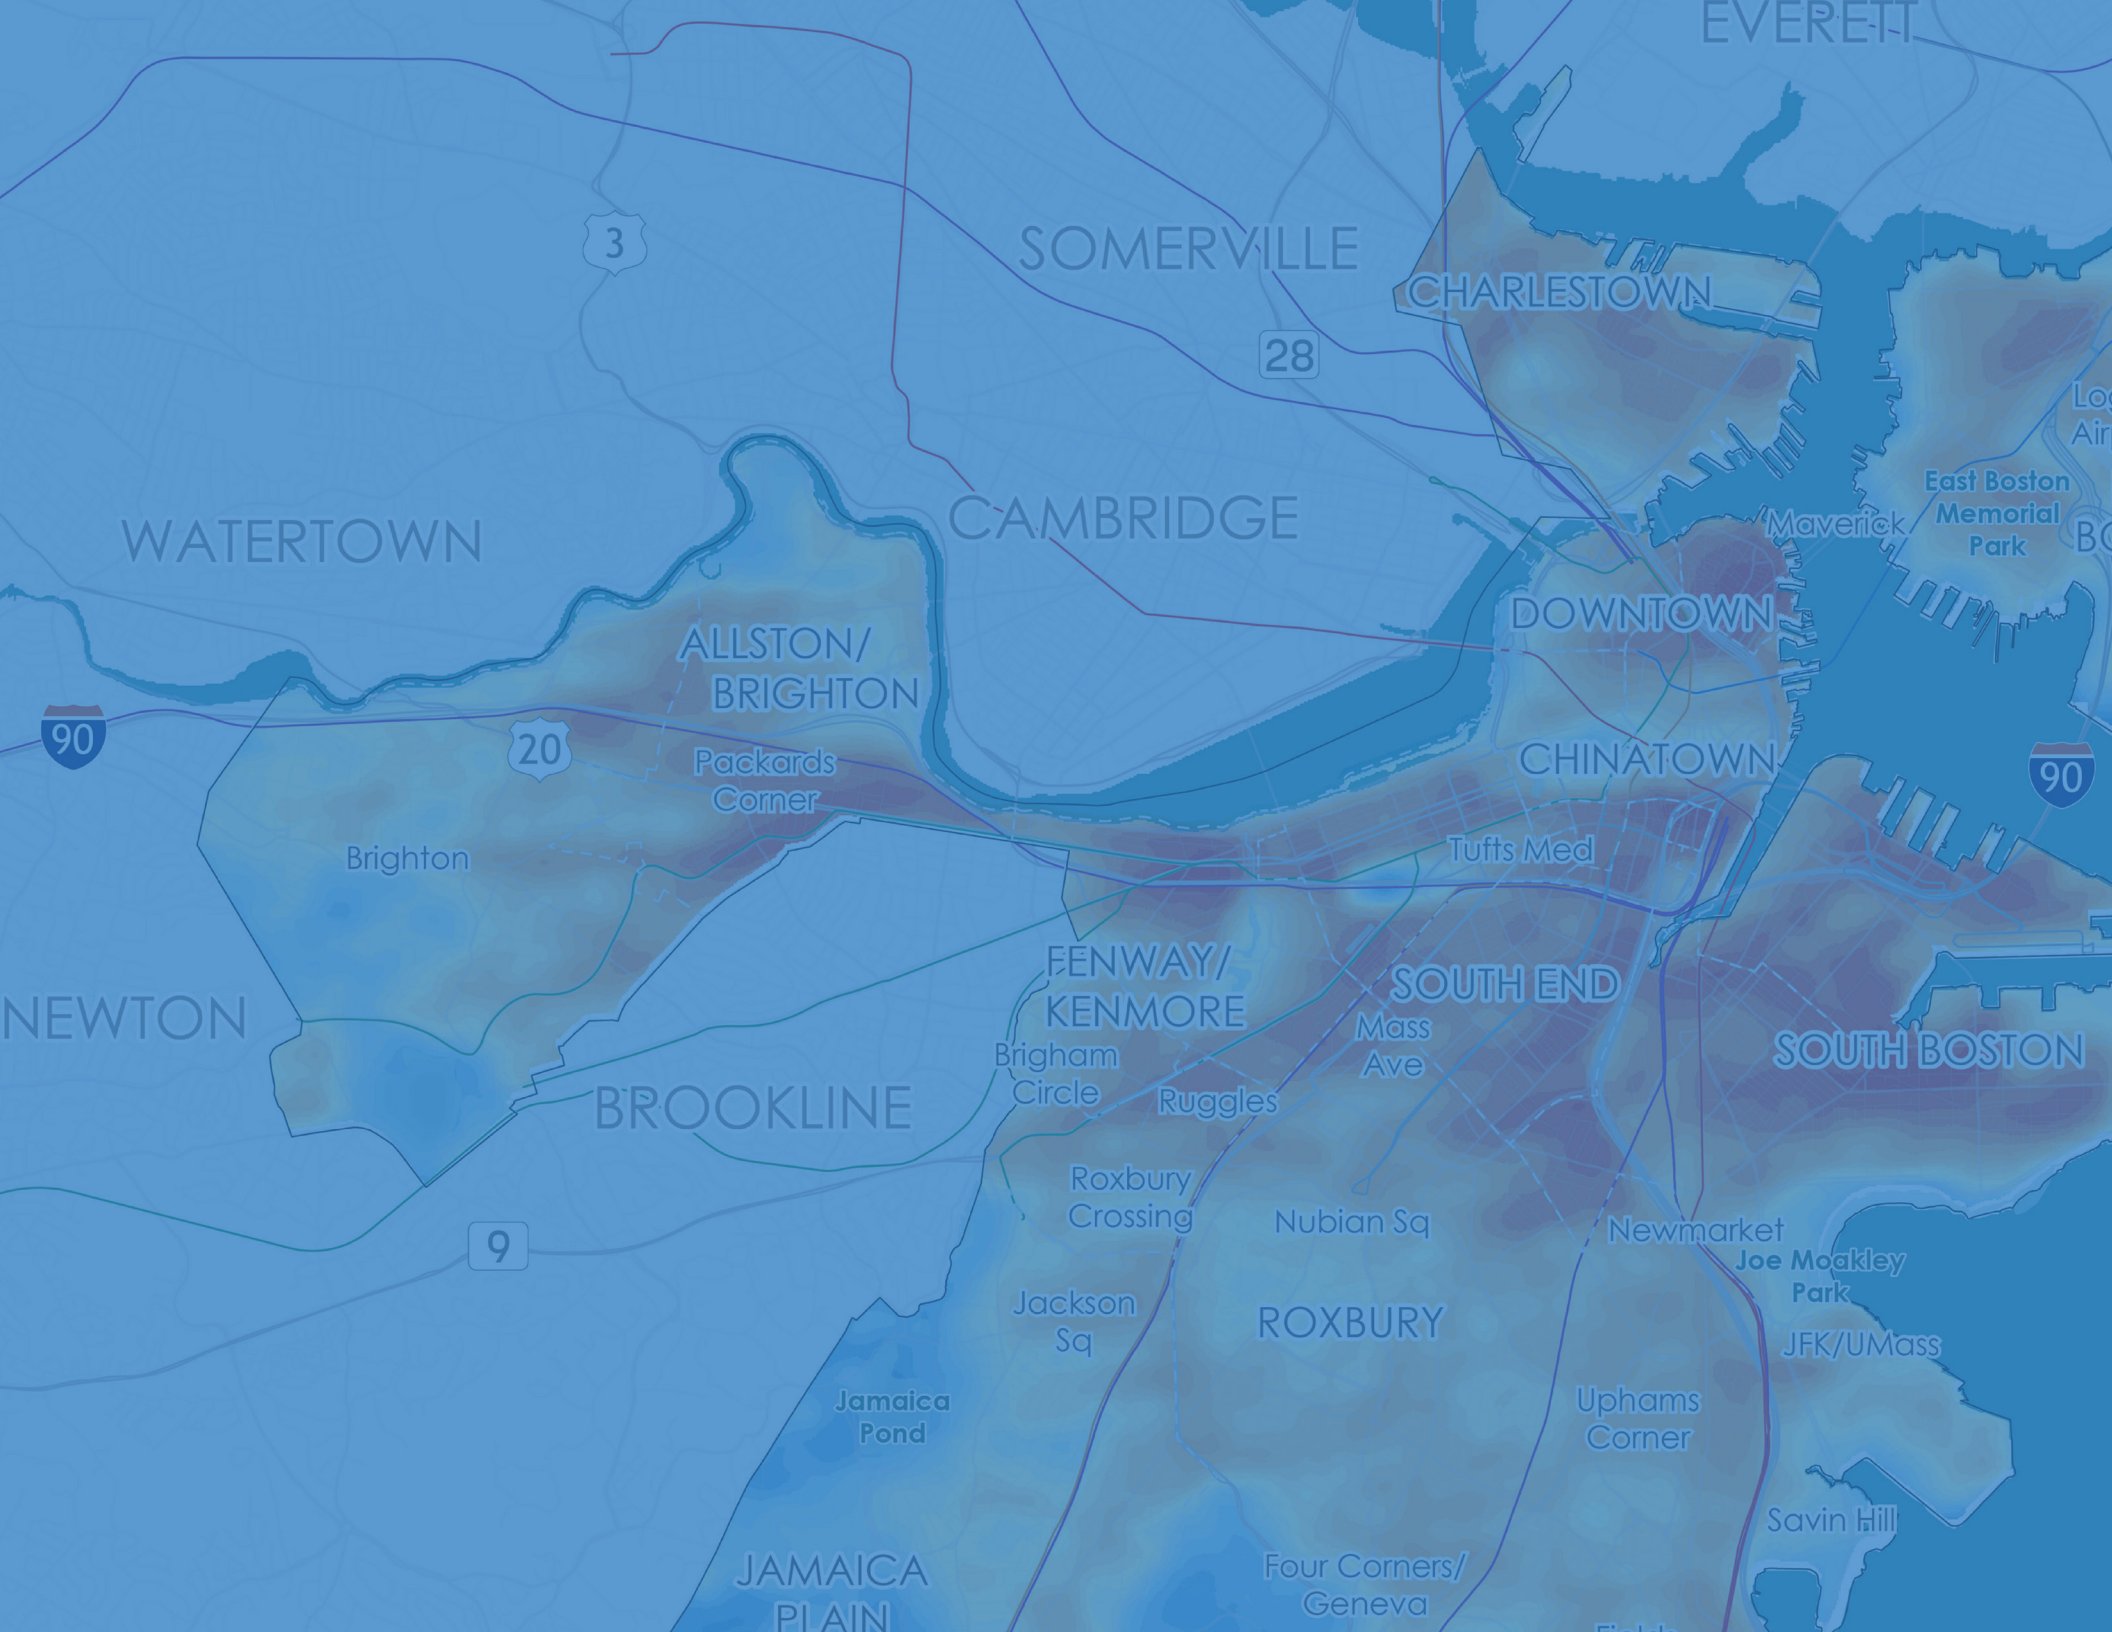 EVERETT
3
SOMERVILLE
CHARLESTOWN
28
East Boston
Memorial
Park
WATERTOWN
CAMBRIDGE
Maverick
DOWNTOWN
ALLSTON/
BRIGHTON
90
20
Packards
Corner
CHINATOWN
90
Brighton
Tufts Med
FENWAY/
KENMORE
SOUTH END
NEWTON
Mass
Ave
SOUTH BOSTON
Brigham
Circle
BROOKLINE
Ruggles
Roxbury
Crossing
Nubian Sq
Newmarket
9
Joe Moakley
Park
Jackson
Sq
ROXBURY
JFK/UMass
Jamaica
Pond
Uphams
Corner
Savin Hill
JAMAICA
PLAIN
Four Corners/
Geneva